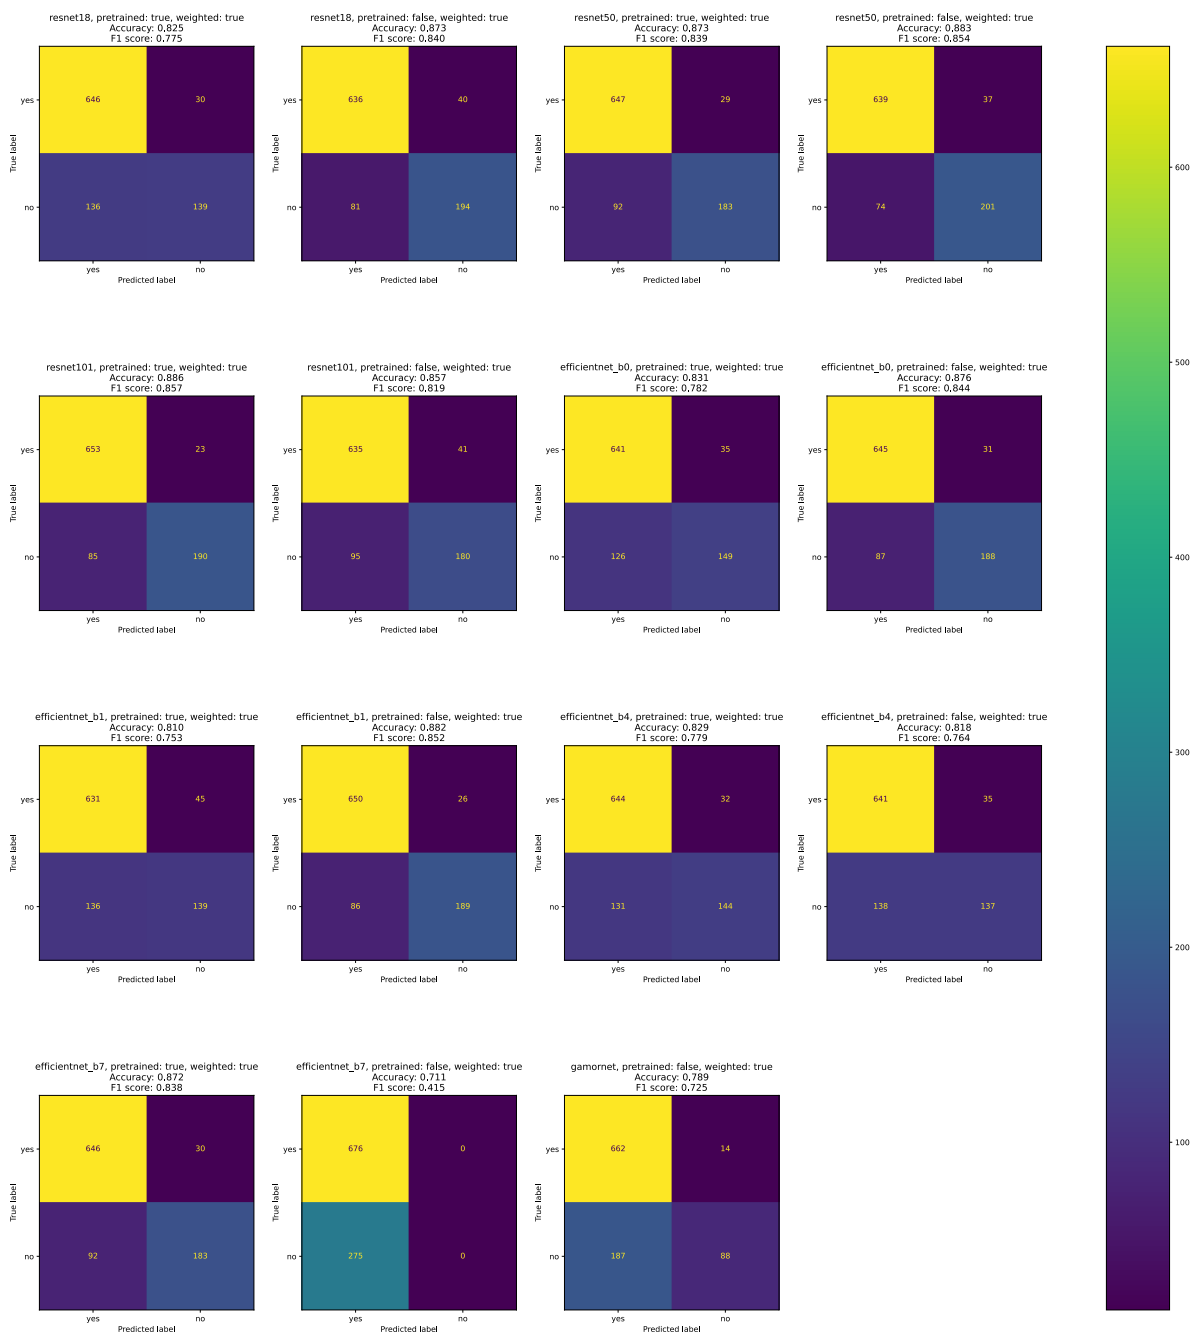 resnet18, pretrained: true, weighted: true
Accuracy: 0.825
F1 score: 0.775
yes
646
30
True label
no
136
139
yes
no
Predicted label
resnet18, pretrained: false, weighted: true
Accuracy: 0.873
F1 score: 0.840
yes
636
40
True label
no
81
194
yes
no
Predicted label
resnet50, pretrained: true, weighted: true
Accuracy: 0.873
F1 score: 0.839
yes
647
29
True label
no
92
183
yes
no
Predicted label
resnet50, pretrained: false, weighted: true
Accuracy: 0.883
F1 score: 0.854
yes
639
37
True label
no
74
201
yes
no
Predicted label
resnet101, pretrained: true, weighted: true
Accuracy: 0.886
F1 score: 0.857
yes
653
23
True label
no
85
190
yes
no
Predicted label
resnet101, pretrained: false, weighted: true
Accuracy: 0.857
F1 score: 0.819
yes
635
41
True label
no
95
180
yes
no
Predicted label
efficientnet_b0, pretrained: true, weighted: true
Accuracy: 0.831
F1 score: 0.782
yes
641
35
True label
no
126
149
yes
no
Predicted label
efficientnet_b0, pretrained: false, weighted: true
Accuracy: 0.876
F1 score: 0.844
yes
645
31
True label
no
87
188
yes
no
Predicted label
efficientnet_b1, pretrained: true, weighted: true
Accuracy: 0.810
F1 score: 0.753
yes
631
45
True label
no
136
139
yes
no
Predicted label
efficientnet_b1, pretrained: false, weighted: true
Accuracy: 0.882
F1 score: 0.852
yes
650
26
True label
no
86
189
yes
no
Predicted label
efficientnet_b4, pretrained: true, weighted: true
Accuracy: 0.829
F1 score: 0.779
yes
644
32
True label
no
131
144
yes
no
Predicted label
efficientnet_b4, pretrained: false, weighted: true
Accuracy: 0.818
F1 score: 0.764
yes
641
35
True label
no
138
137
yes
no
Predicted label
efficientnet_b7, pretrained: true, weighted: true
Accuracy: 0.872
F1 score: 0.838
yes
646
30
True label
no
92
183
yes
no
Predicted label
efficientnet_b7, pretrained: false, weighted: true
Accuracy: 0.711
F1 score: 0.415
yes
676
0
True label
no
275
0
yes
no
Predicted label
gamornet, pretrained: false, weighted: true
Accuracy: 0.789
F1 score: 0.725
yes
662
14
True label
no
187
88
yes
no
Predicted label
600
500
400
300
200
100